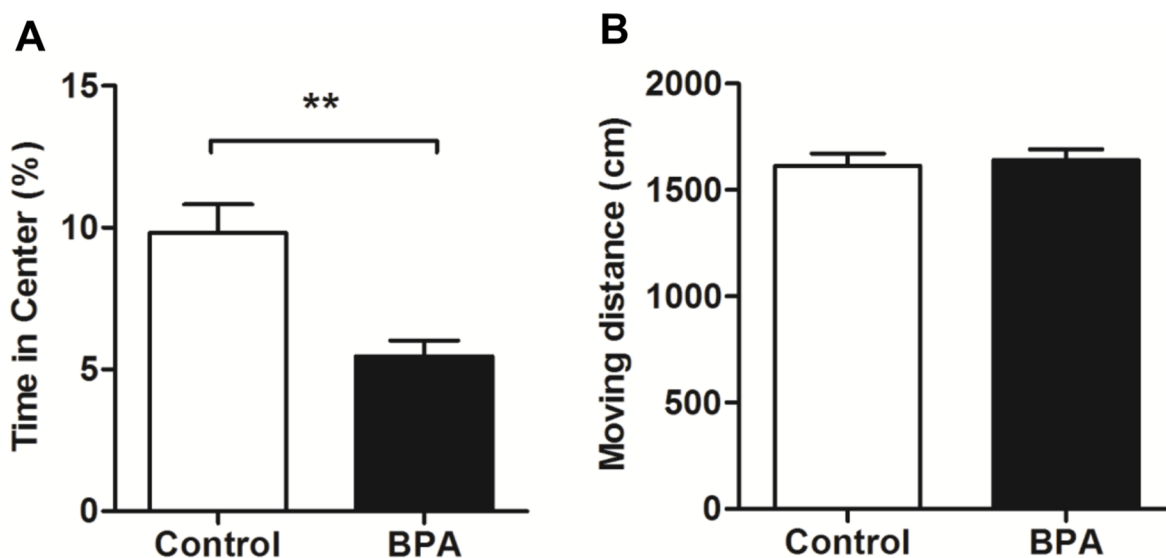 A
Time in Center (%)
15
10
5
0
**
Control
BPA
B
Moving distance (cm)
2000
1500
1000
500
0
Control
BPA